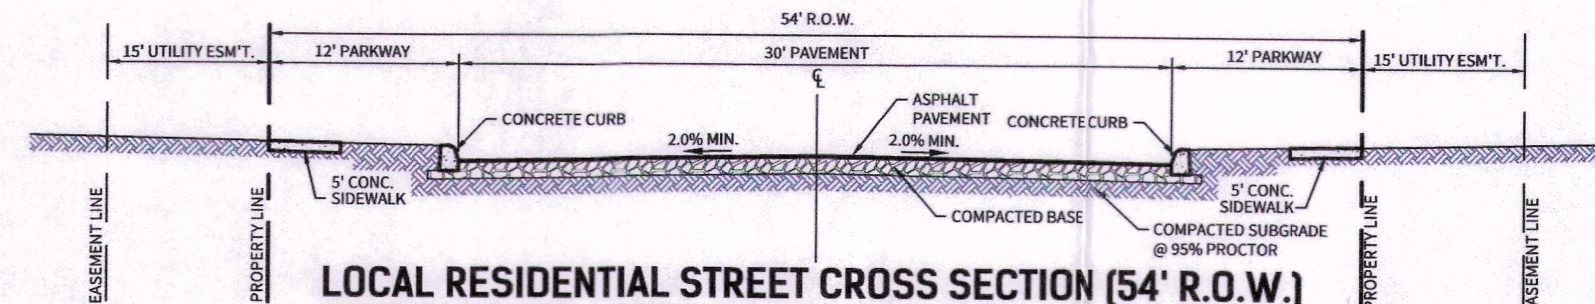 54' R.O.W.
15' UTILITY ESM'T.
12' PARKWAY
30' PAVEMENT
12' PARKWAY
15' UTILITY ESM'T.
℄
CONCRETE CURB
2.0% MIN.
2.0% MIN.
ASPHALT
PAVEMENT
CONCRETE CURB
5' CONC.
SIDEWALK
COMPACTED BASE
COMPACTED SUBGRADE
@ 95% PROCTOR
5' CONC.
SIDEWALK
EASEMENT LINE
PROPERTY LINE
PROPERTY LINE
EASEMENT LINE
LOCAL RESIDENTIAL STREET CROSS SECTION (54' R.O.W.)